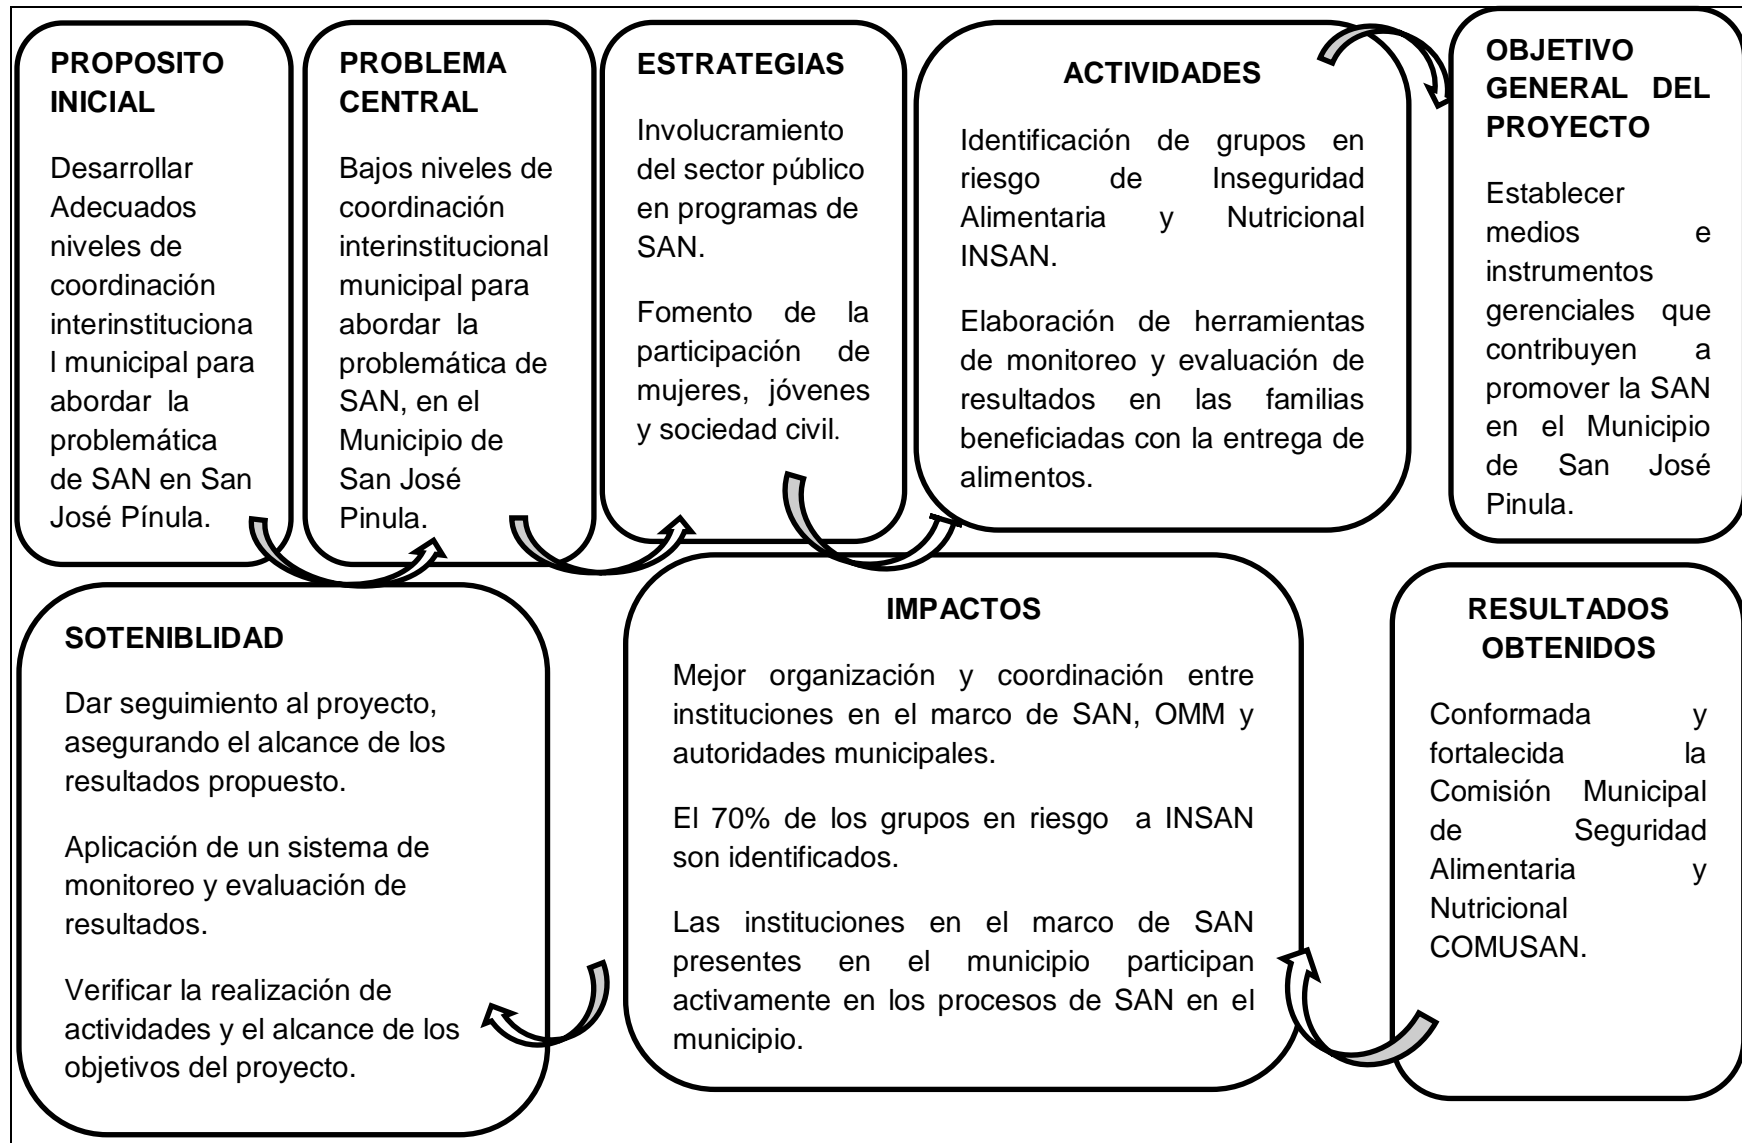 PROPOSITO
INICIAL
Desarrollar
Adecuados
niveles de
coordinación
interinstituciona
l municipal para
abordar la
problemática
de SAN en San
José Pínula.
PROBLEMA
CENTRAL
Bajos niveles de
coordinación
interinstitucional
municipal para
abordar la
problemática de
SAN, en el
Municipio de
San José
Pinula.
ESTRATEGIAS
Involucramiento
del sector público
en programas de
SAN.
Fomento de la
participación de
mujeres, jóvenes
y sociedad civil.
ACTIVIDADES
Identificación de grupos en
riesgo de Inseguridad
Alimentaria y Nutricional
INSAN.
Elaboración de herramientas
de monitoreo y evaluación de
resultados en las familias
beneficiadas con la entrega de
alimentos.
OBJETIVO
GENERAL DEL
PROYECTO
Establecer
medios e
instrumentos
gerenciales que
contribuyen a
promover la SAN
en el Municipio
de San José
Pinula.
SOTENIBLIDAD
Dar seguimiento al proyecto,
asegurando el alcance de los
resultados propuesto.
Aplicación de un sistema de
monitoreo y evaluación de
resultados.
Verificar la realización de
actividades y el alcance de los
objetivos del proyecto.
IMPACTOS
Mejor organización y coordinación entre
instituciones en el marco de SAN, OMM y
autoridades municipales.
El 70% de los grupos en riesgo a INSAN
son identificados.
Las instituciones en el marco de SAN
presentes en el municipio participan
activamente en los procesos de SAN en el
municipio.
RESULTADOS
OBTENIDOS
Conformada y
fortalecida la
Comisión Municipal
de Seguridad
Alimentaria y
Nutricional
COMUSAN.